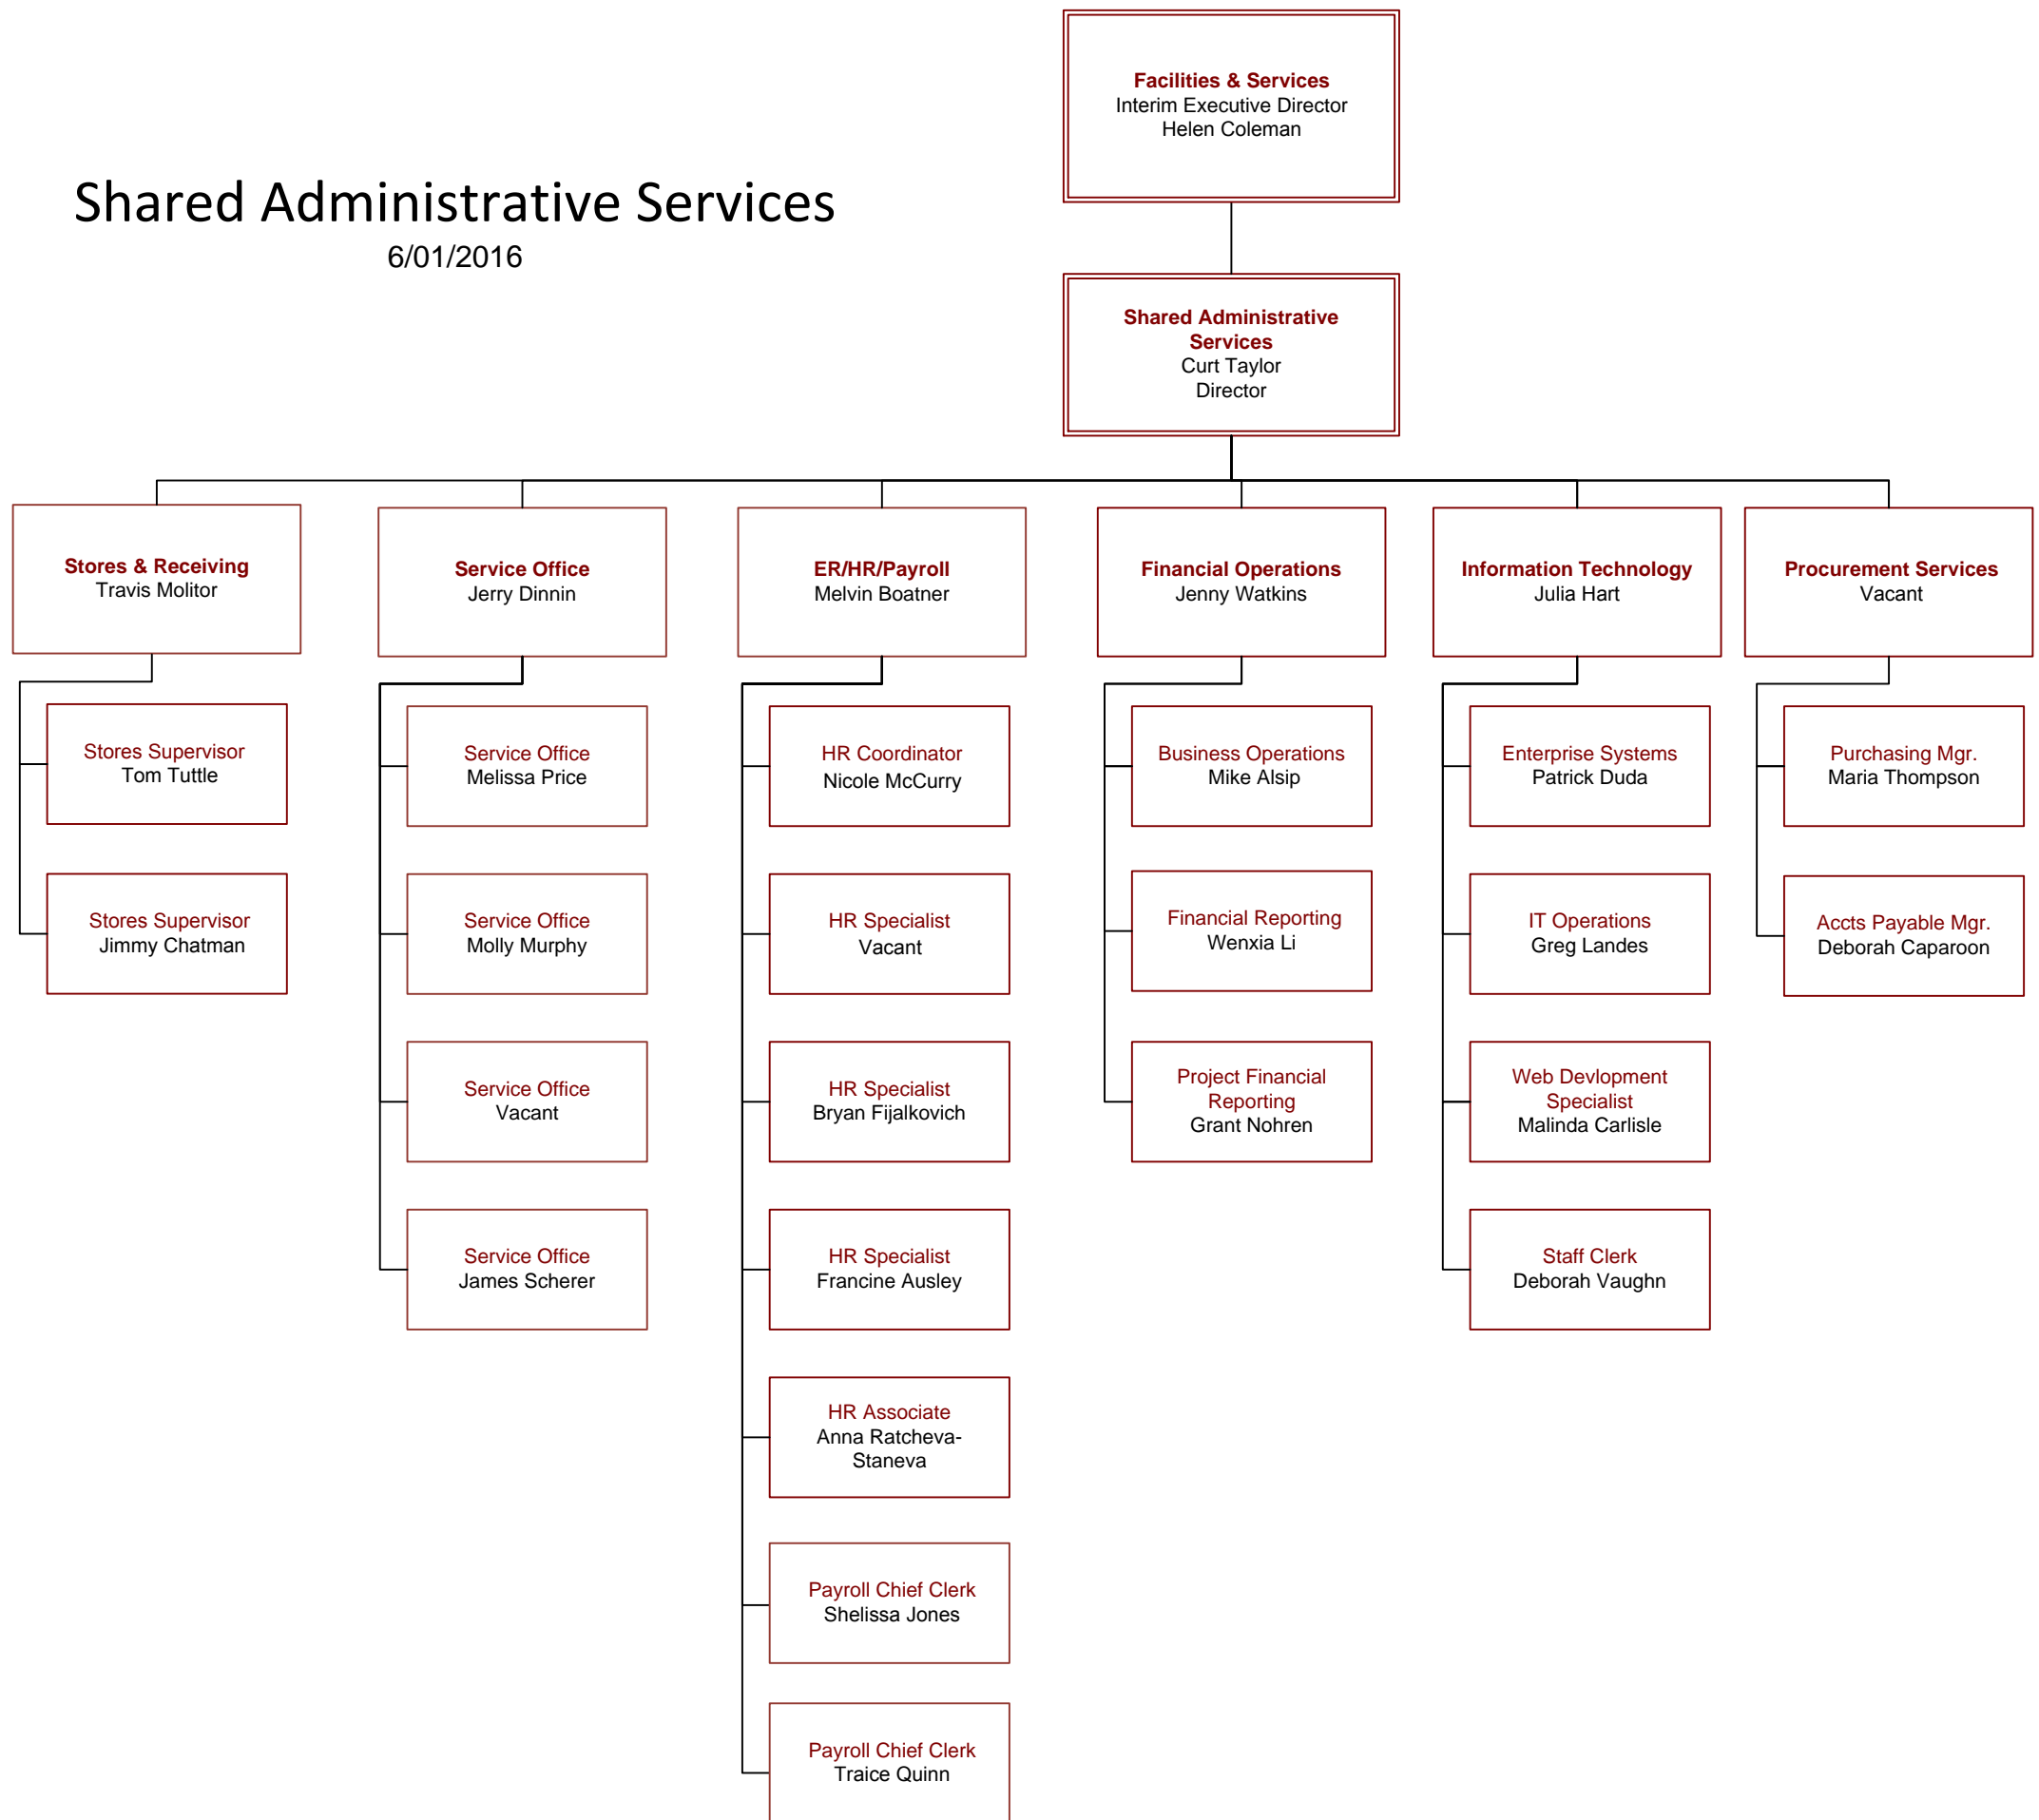 Facilities & Services
Interim Executive Director
Helen Coleman
Shared Administrative Services
6/01/2016
Shared Administrative
Services
Curt Taylor
Director
Stores & Receiving
Travis Molitor
Service Office
Jerry Dinnin
ER/HR/Payroll
Melvin Boatner
Financial Operations
Jenny Watkins
Information Technology
Julia Hart
Procurement Services
Vacant
Stores Supervisor
Tom Tuttle
Stores Supervisor
Jimmy Chatman
Service Office
Melissa Price
Service Office
Molly Murphy
Service Office
Vacant
Service Office
James Scherer
HR Coordinator
Nicole McCurry
HR Specialist
Vacant
HR Specialist
Bryan Fijalkovich
HR Specialist
Francine Ausley
HR Associate
Anna Ratcheva-
Staneva
Payroll Chief Clerk
Shelissa Jones
Payroll Chief Clerk
Traice Quinn
Business Operations
Mike Alsip
Financial Reporting
Wenxia Li
Project Financial
Reporting
Grant Nohren
Enterprise Systems
Patrick Duda
IT Operations
Greg Landes
Web Devlopment
Specialist
Malinda Carlisle
Staff Clerk
Deborah Vaughn
Purchasing Mgr.
Maria Thompson
Accts Payable Mgr.
Deborah Caparoon